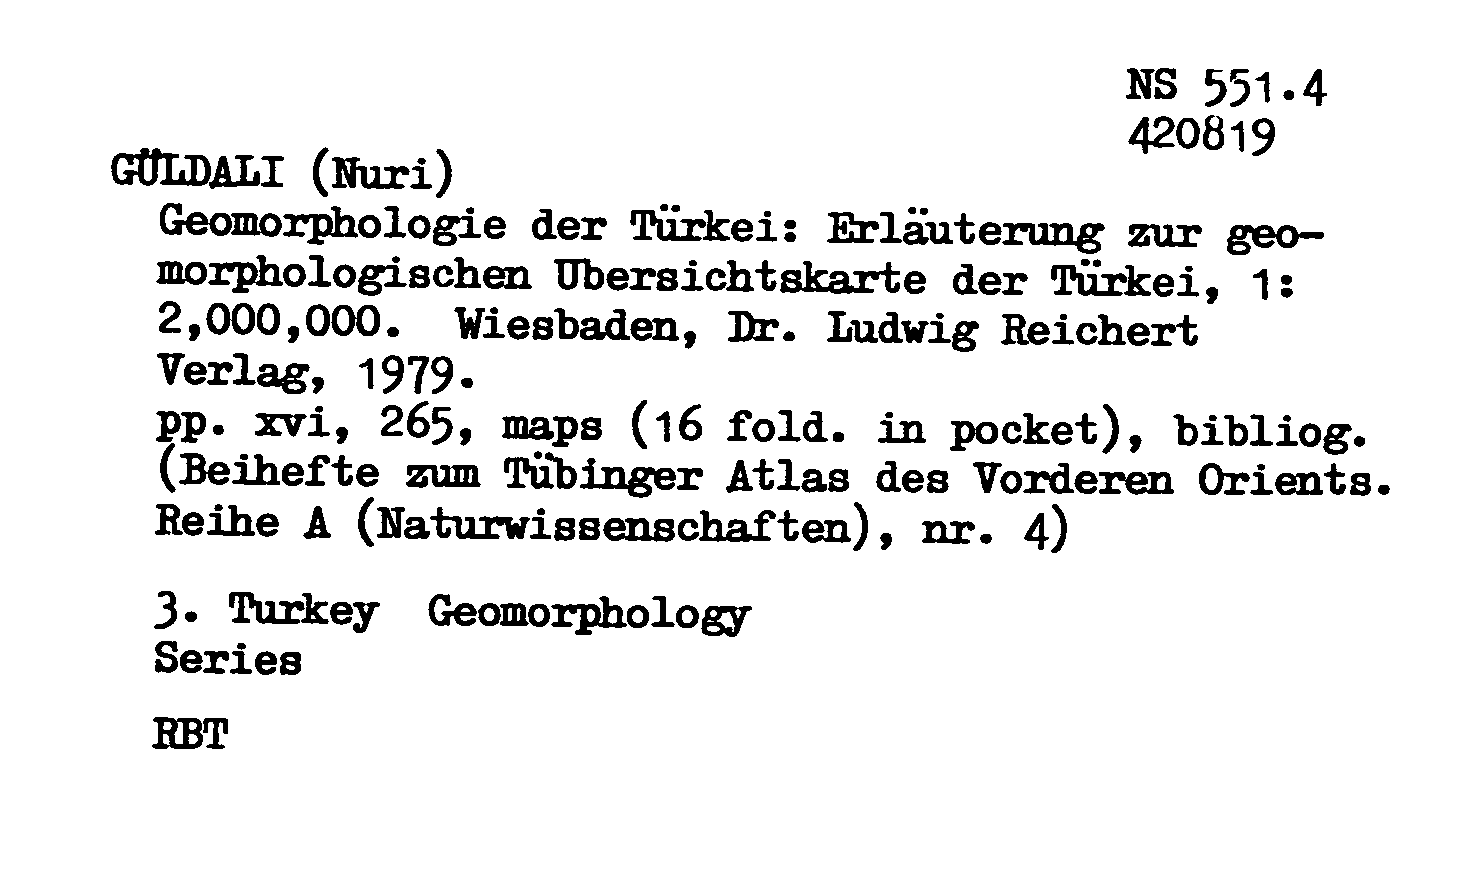 NS 551.4
420819
GÜLDALI (Nuri)
Geomorphologie der Türkei: Erläuterung zur geo-
morphologischen Ubersichtskarte der Türkei, 1:
2,000,000. Wiesbaden, Dr. Ludwig Reichert
Verlag, 1979.
pp. xvi, 265, maps (16 fold. in pocket), bibliog.
(Beihefte zum Tübinger Atlas des Vorderen Orients.
Reihe A (Naturwissenschaften), nr. 4)
3. Turkey Geomorphology
Series
RBT